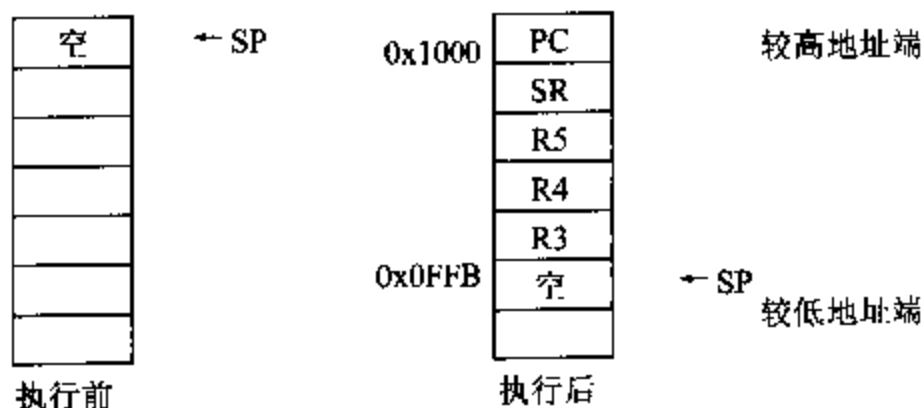 空 ← SP 0x1000 PC 较高地址端
SR
R5
R4
R3
0x0FFB 空 ← SP
较低地址端
执行前 执行后